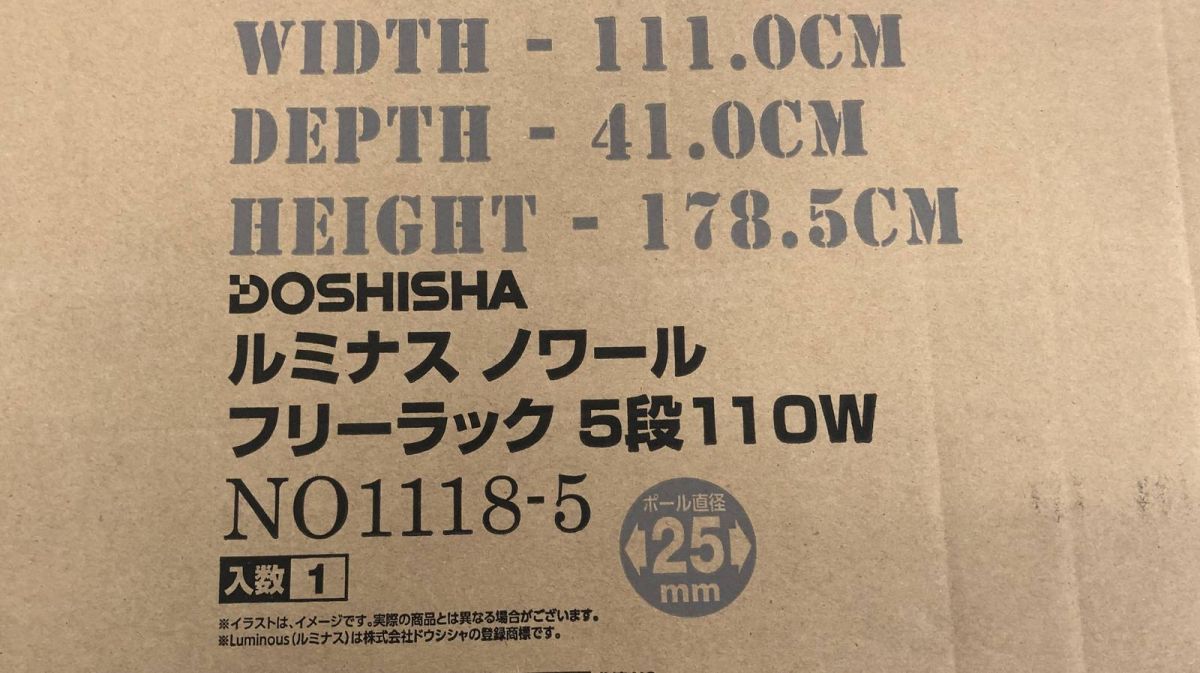 WIDTH - 111.0CM
DEPTH - 41.0CM
HEIGHT - 178.5CM
DOSHISHA
ルミナス ノワール
フリーラック 5段110W
NO1118-5
ポール直径
25
mm
入数 1
※イラストは、イメージです。実際の商品とは異なる場合がございます。
※Luminous(ルミナス)は株式会社ドウシシャの登録商標です。